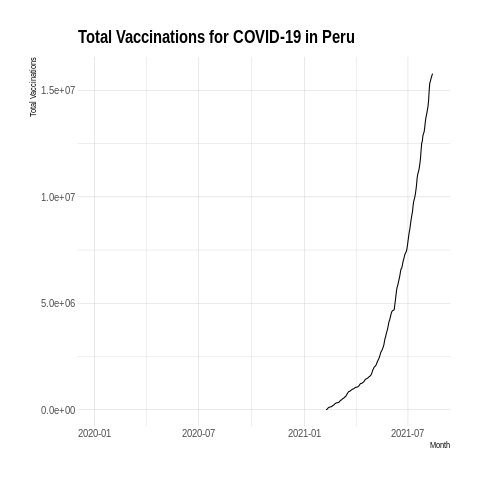 Total Vaccinations for COVID-19 in Peru
Total Vaccinations
1.5e+07
1.0e+07
5.0e+06
0.0e+00
2020-01 2020-07 2021-01 2021-07
Month